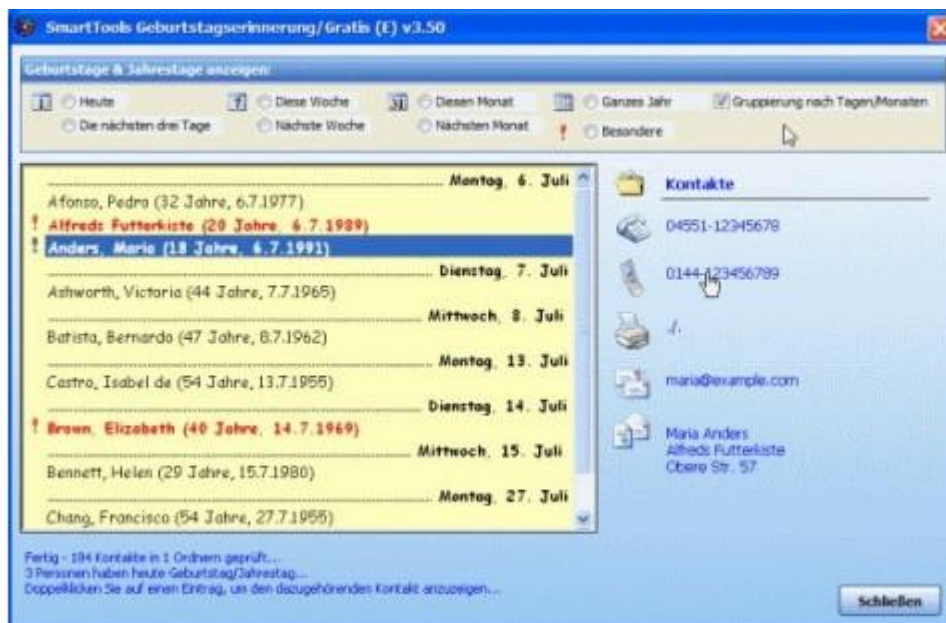 SmartTools Geburtstagserinnerung/Gratis (E) v3.50
Geburtstage & Jahrestage anzeigen:
Heute Diese Woche Diesen Monat Ganzes Jahr Gruppierung nach Tagen/Monaten
Die nächsten drei Tage Nächste Woche Nächsten Monat Besondere
Montag, 6. Juli
Afonso, Pedro (32 Jahre, 6.7.1977)
! Alfreds Futterkiste (20 Jahre, 6.7.1989)
! Anders, Maria (18 Jahre, 6.7.1991)
Dienstag, 7. Juli
Ashworth, Victoria (44 Jahre, 7.7.1965)
Mittwoch, 8. Juli
Batista, Bernardo (47 Jahre, 8.7.1962)
Montag, 13. Juli
Castro, Isabel de (54 Jahre, 13.7.1955)
Dienstag, 14. Juli
! Brown, Elizabeth (40 Jahre, 14.7.1969)
Mittwoch, 15. Juli
Bennett, Helen (29 Jahre, 15.7.1980)
Montag, 27. Juli
Chang, Francisco (54 Jahre, 27.7.1955)
Kontakte
04551-12345678
0144-123456789
./.
maria@example.com
Maria Anders
Alfreds Futterkiste
Obere Str. 57
Fertig - 184 Kontakte in 1 Ordnern geprüft...
3 Personen haben heute Geburtstag/Jahrestag...
Doppelklicken Sie auf einen Eintrag, um den dazugehörenden Kontakt anzuzeigen...
Schließen